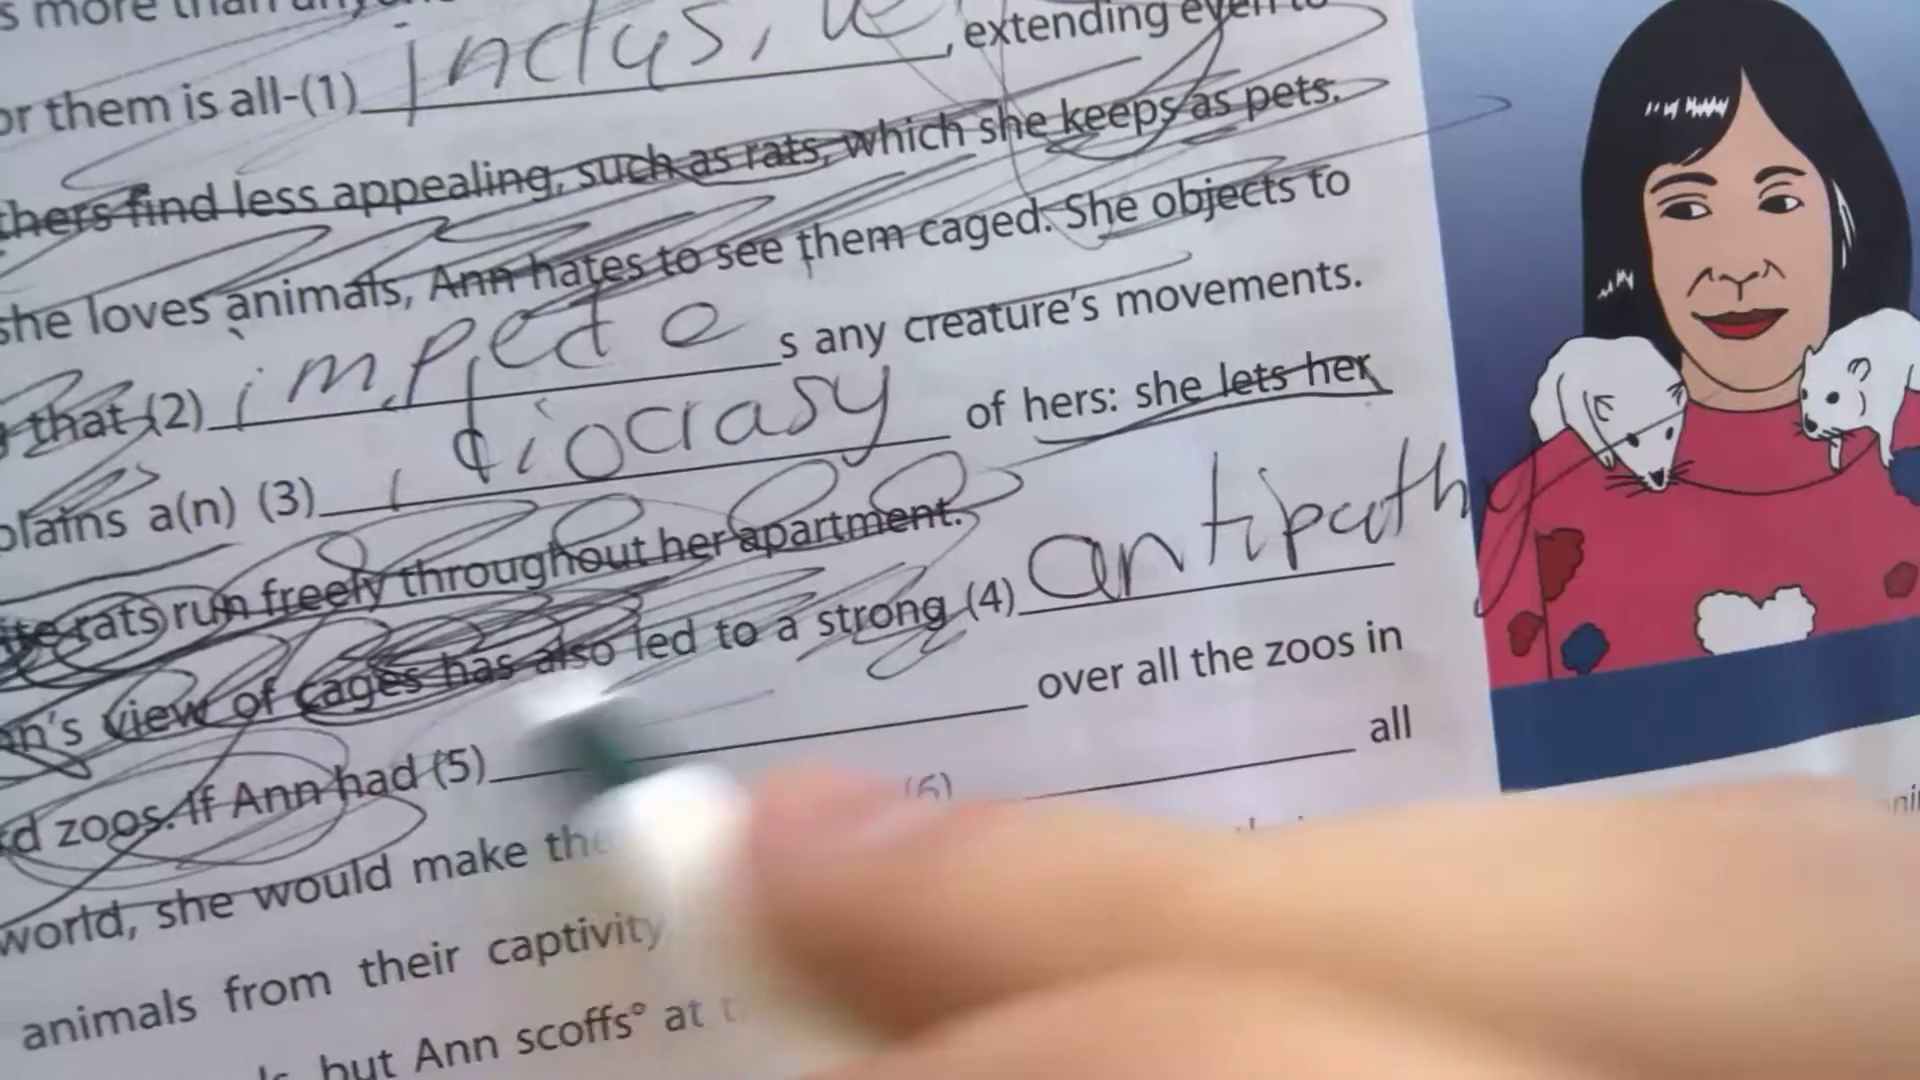 s more than
or them is all-(1) inclusive, extending even to
thers find less appealing, such as rats, which she keeps as pets.
she loves animals, Ann hates to see them caged. She objects to
that (2) impedes any creature's movements.
plains a(n) (3) idiocrasy of hers: she lets her
rats run freely throughout her apartment.
nn's view of cages has also led to a strong (4) antipathy
d zoos. If Ann had (5) over all the zoos in
world, she would make (6) all
animals from their captivity
but Ann scoffs° at